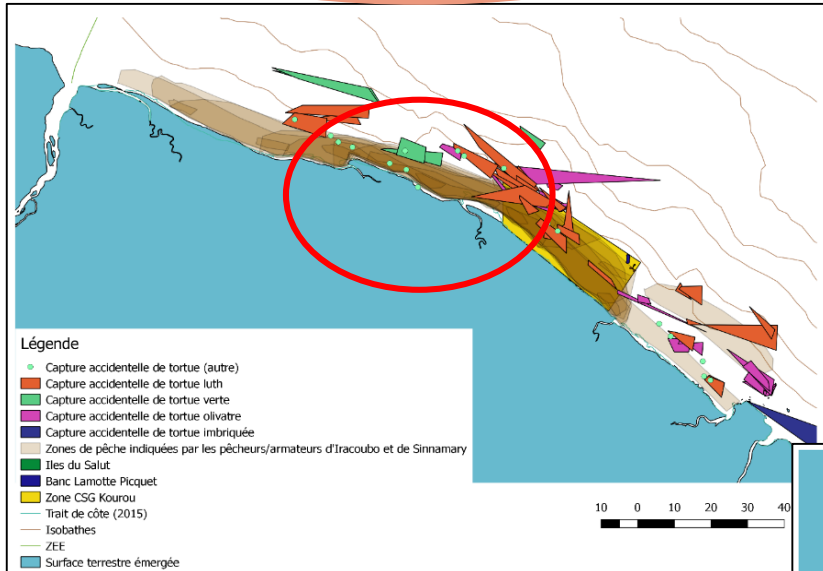 Légende
Capture accidentelle de tortue (autre)
Capture accidentelle de tortue luth
Capture accidentelle de tortue verte
Capture accidentelle de tortue olivatre
Capture accidentelle de tortue imbriquée
Zones de pêche indiquées par les pêcheurs/armateurs d'Iracoubo et de Sinnamary
Iles du Salut
Banc Lamotte Picquet
Zone CSG Kourou
Trait de côte (2015)
Isobathes
ZEE
Surface terrestre émergée
10 0 10 20 30 40